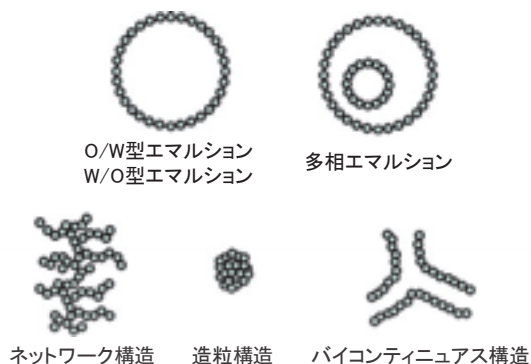 O/W型エマルション
W/O型エマルション
多相エマルション
ネットワーク構造
造粒構造
バイコンティニュアス構造